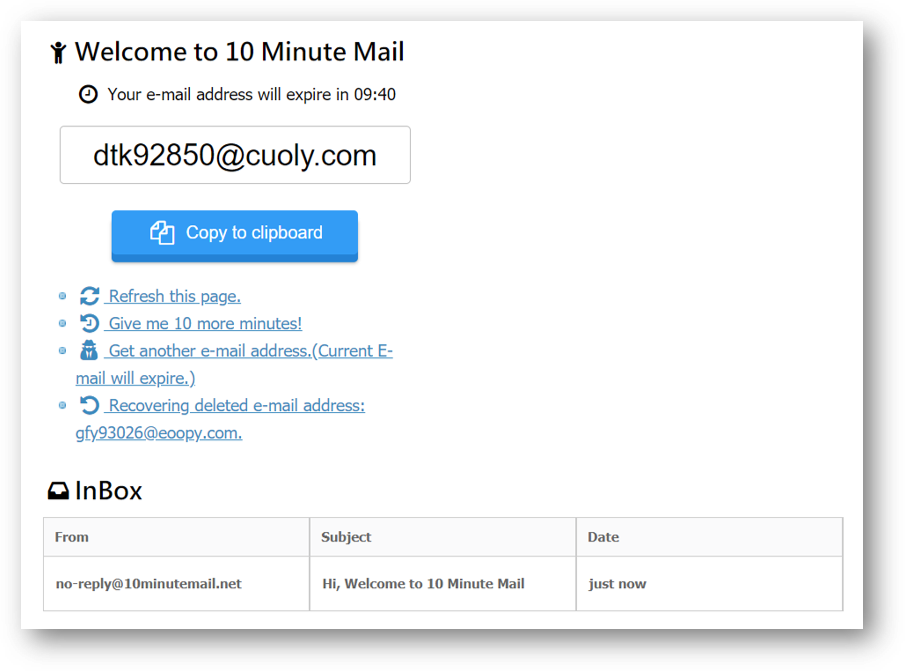 Welcome to 10 Minute Mail
Your e-mail address will expire in 09:40
dtk92850@cuoly.com
Copy to clipboard
Refresh this page.
Give me 10 more minutes!
Get another e-mail address.(Current E-
mail will expire.)
Recovering deleted e-mail address:
gfy93026@eoopy.com.
InBox
From Subject Date
no-reply@10minutemail.net Hi, Welcome to 10 Minute Mail just now